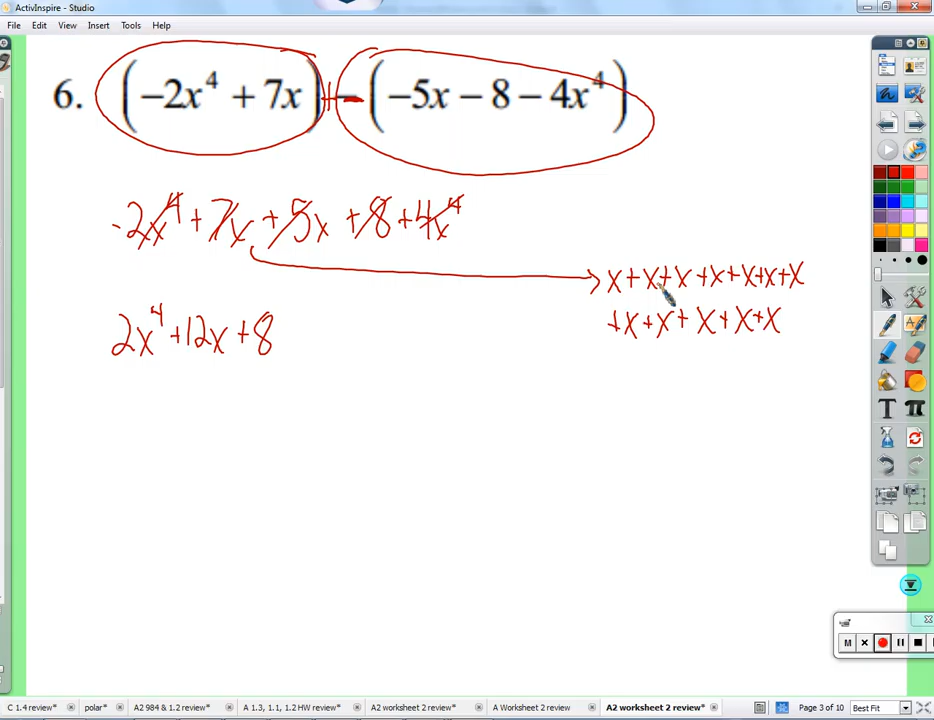 ActivInspire - Studio
File Edit View Insert Tools Help
6. (−2x⁴ + 7x) + − (−5x − 8 − 4x⁴)
-2x⁴ + 7x + 5x + 8 + 4x⁴
x+x+x+x+x+x+x
2x⁴ + 12x + 8
+x+x+x+x+x
M
C 1.4 review* polar* A2 984 & 1.2 review* A 1.3, 1.1, 1.2 HW review* A2 worksheet 2 review* A Worksheet 2 review A2 worksheet 2 review* Page 3 of 10 Best Fit